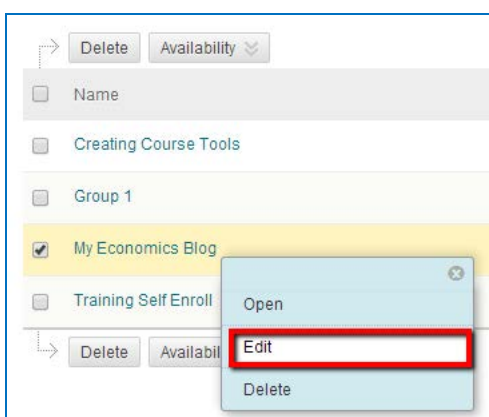 Delete Availability
Name
Creating Course Tools
Group 1
My Economics Blog
Training Self Enroll
Open
Delete Availabil
Edit
Delete